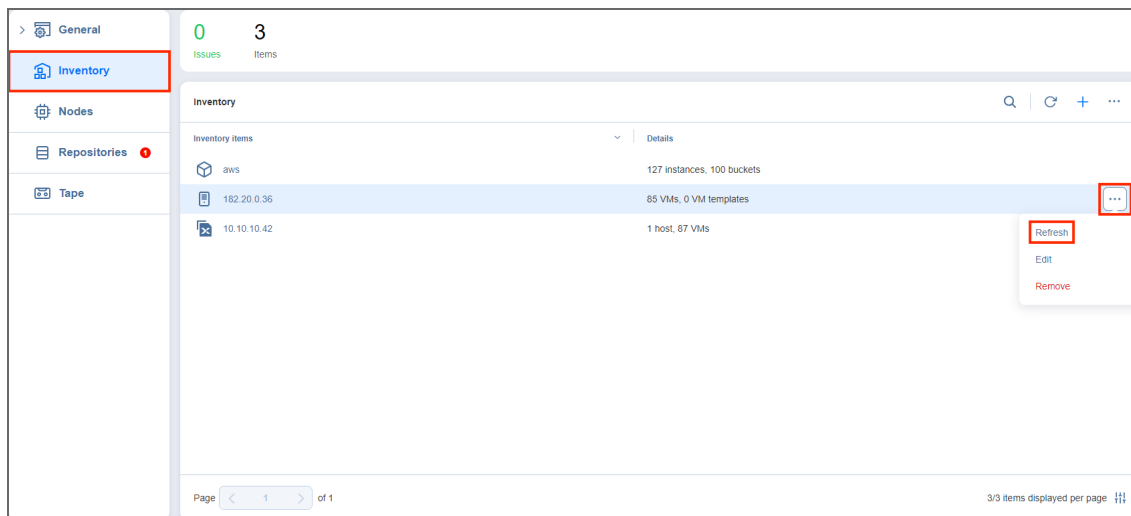 General
Inventory
Nodes
Repositories 1
Tape
0 3
Issues Items
Inventory
Inventory items Details
aws 127 instances, 100 buckets
182.20.0.36 85 VMs, 0 VM templates
10.10.10.42 1 host, 87 VMs
Refresh
Edit
Remove
Page 1 of 1 3/3 items displayed per page